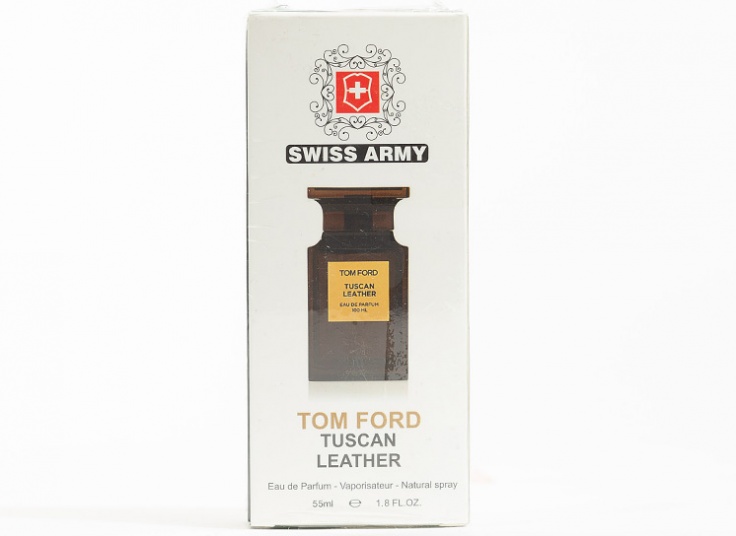 SWISS ARMY
TOM FORD
TUSCAN
LEATHER
EAU DE PARFUM
100 ML
TOM FORD
TUSCAN
LEATHER
Eau de Parfum - Vaporisateur - Natural spray
55ml ℮ 1.8 FL.OZ.